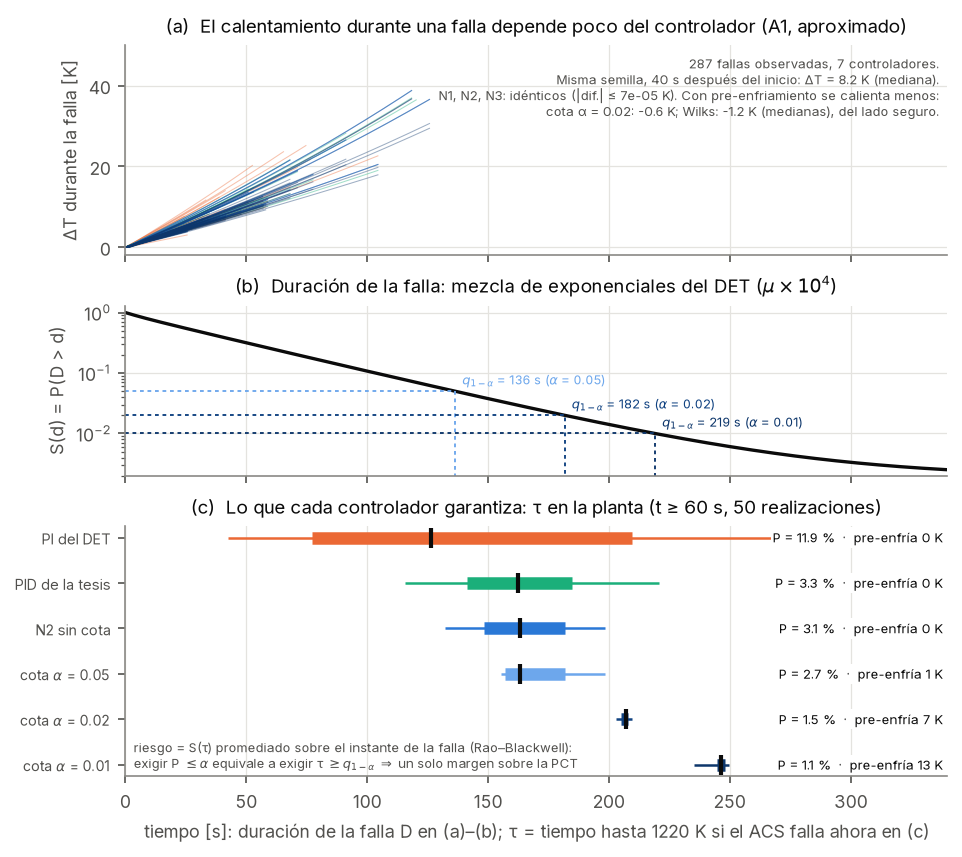 (a) El calentamiento durante una falla depende poco del controlador (A1, aproximado)
287 fallas observadas, 7 controladores.
Misma semilla, 40 s después del inicio: ΔT = 8.2 K (mediana).
N1, N2, N3: idénticos (|dif.| ≤ 7e-05 K). Con pre-enfriamiento se calienta menos:
cota α = 0.02: -0.6 K; Wilks: -1.2 K (medianas), del lado seguro.
ΔT durante la falla [K]
40
20
0
(b) Duración de la falla: mezcla de exponenciales del DET (μ × 10⁴)
S(d) = P(D > d)
10⁰
10⁻¹
10⁻²
q₁₋α = 136 s (α = 0.05)
q₁₋α = 182 s (α = 0.02)
q₁₋α = 219 s (α = 0.01)
(c) Lo que cada controlador garantiza: τ en la planta (t ≥ 60 s, 50 realizaciones)
PI del DET
P = 11.9 % · pre-enfría 0 K
PID de la tesis
P = 3.3 % · pre-enfría 0 K
N2 sin cota
P = 3.1 % · pre-enfría 0 K
cota α = 0.05
P = 2.7 % · pre-enfría 1 K
cota α = 0.02
P = 1.5 % · pre-enfría 7 K
cota α = 0.01
P = 1.1 % · pre-enfría 13 K
riesgo = S(τ) promediado sobre el instante de la falla (Rao–Blackwell):
exigir P ≤ α equivale a exigir τ ≥ q₁₋α ⇒ un solo margen sobre la PCT
0 50 100 150 200 250 300
tiempo [s]: duración de la falla D en (a)–(b); τ = tiempo hasta 1220 K si el ACS falla ahora en (c)